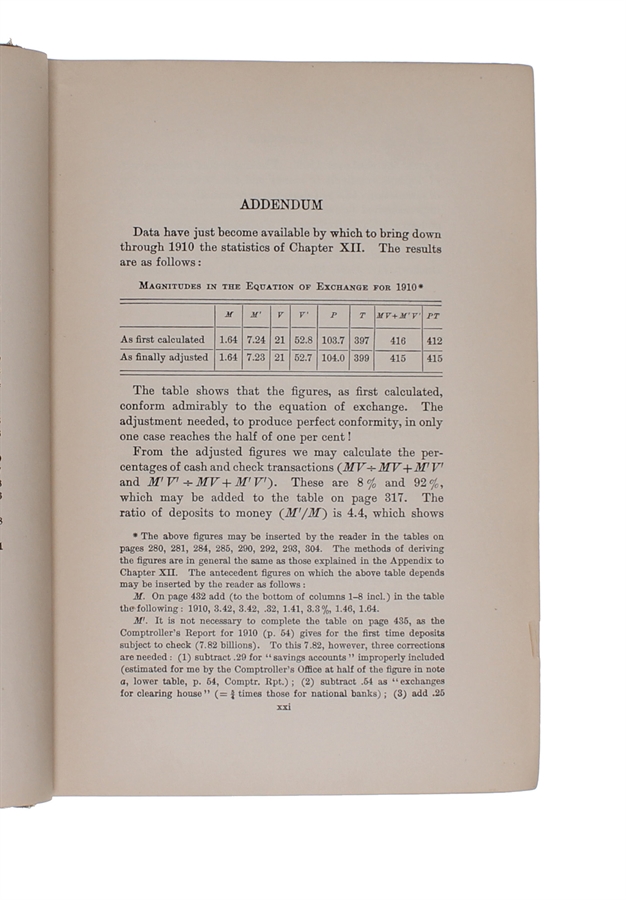 ADDENDUM
Data have just become available by which to bring down
through 1910 the statistics of Chapter XII. The results
are as follows:
MAGNITUDES IN THE EQUATION OF EXCHANGE FOR 1910*
M M' V V' P T MV+M'V' PT
As first calculated 1.64 7.24 21 52.8 103.7 397 416 412
As finally adjusted 1.64 7.23 21 52.7 104.0 399 415 415
The table shows that the figures, as first calculated,
conform admirably to the equation of exchange. The
adjustment needed, to produce perfect conformity, in only
one case reaches the half of one per cent!
From the adjusted figures we may calculate the per-
centages of cash and check transactions (MV÷MV+M'V'
and M'V'÷MV+M'V'). These are 8% and 92%,
which may be added to the table on page 317. The
ratio of deposits to money (M'/M) is 4.4, which shows
* The above figures may be inserted by the reader in the tables on
pages 280, 281, 284, 285, 290, 292, 293, 304. The methods of deriving
the figures are in general the same as those explained in the Appendix to
Chapter XII. The antecedent figures on which the above table depends
may be inserted by the reader as follows:
M. On page 432 add (to the bottom of columns 1-8 incl.) in the table
the following: 1910, 3.42, 3.42, .32, 1.41, 3.3%, 1.46, 1.64.
M'. It is not necessary to complete the table on page 435, as the
Comptroller's Report for 1910 (p. 54) gives for the first time deposits
subject to check (7.82 billions). To this 7.82, however, three corrections
are needed: (1) subtract .29 for "savings accounts" improperly included
(estimated for me by the Comptroller's Office at half of the figure in note
a, lower table, p. 54, Comptr. Rpt.); (2) subtract .54 as "exchanges
for clearing house" (= times those for national banks); (3) add .25
xxi